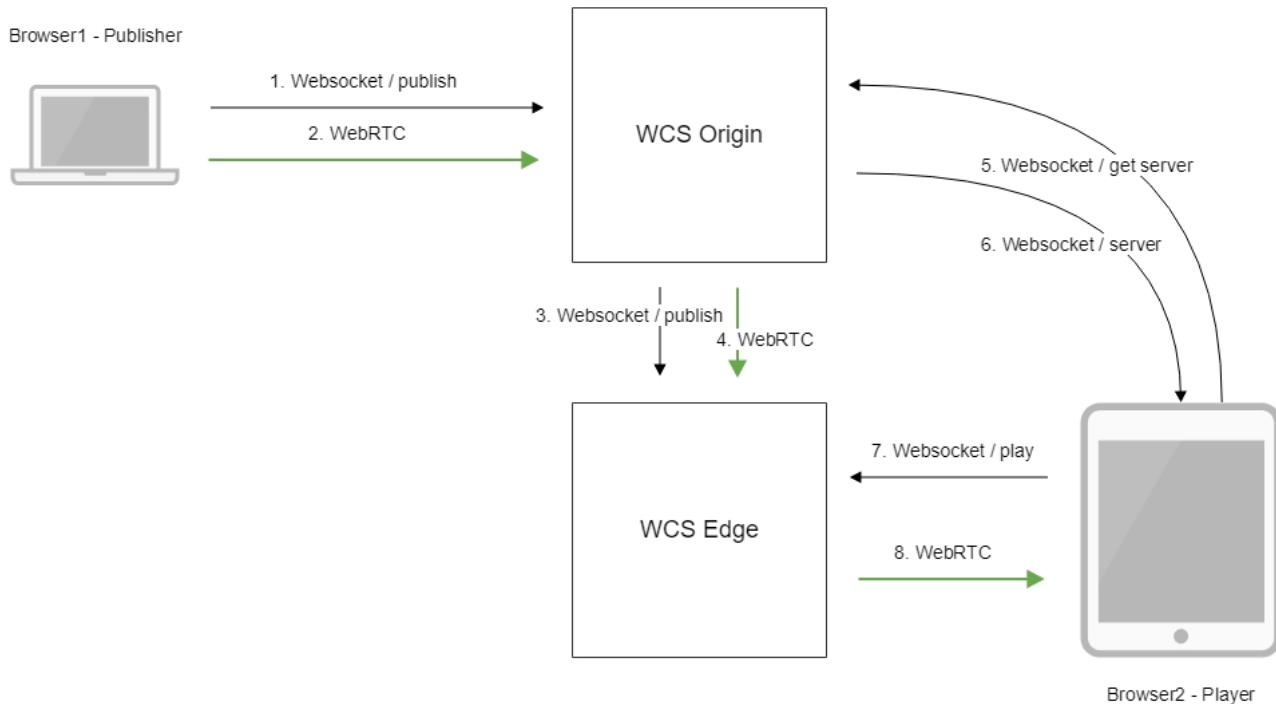 Browser1 - Publisher
1. Websocket / publish
2. WebRTC
WCS Origin
5. Websocket / get server
6. Websocket / server
3. Websocket / publish
4. WebRTC
7. Websocket / play
WCS Edge
8. WebRTC
Browser2 - Player